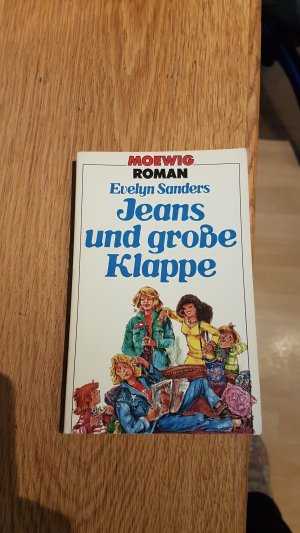 MOEWIG
ROMAN
Evelyn Sanders
Jeans
und große
Klappe